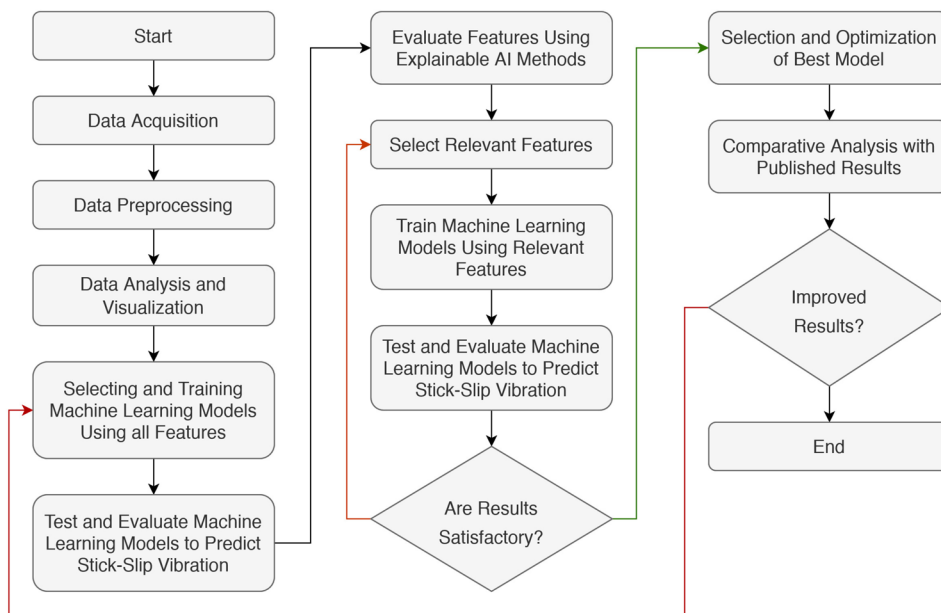 Start
Data Acquisition
Data Preprocessing
Data Analysis and
Visualization
Selecting and Training
Machine Learning Models
Using all Features
Test and Evaluate Machine
Learning Models to Predict
Stick-Slip Vibration
Evaluate Features Using
Explainable AI Methods
Select Relevant Features
Train Machine Learning
Models Using Relevant
Features
Test and Evaluate Machine
Learning Models to Predict
Stick-Slip Vibration
Are Results
Satisfactory?
Selection and Optimization
of Best Model
Comparative Analysis with
Published Results
Improved
Results?
End